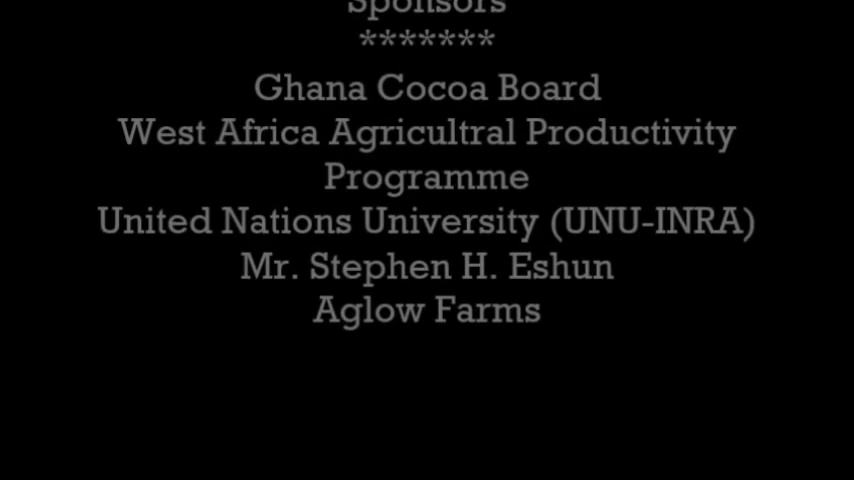 Sponsors
*******
Ghana Cocoa Board
West Africa Agricultral Productivity
Programme
United Nations University (UNU-INRA)
Mr. Stephen H. Eshun
Aglow Farms